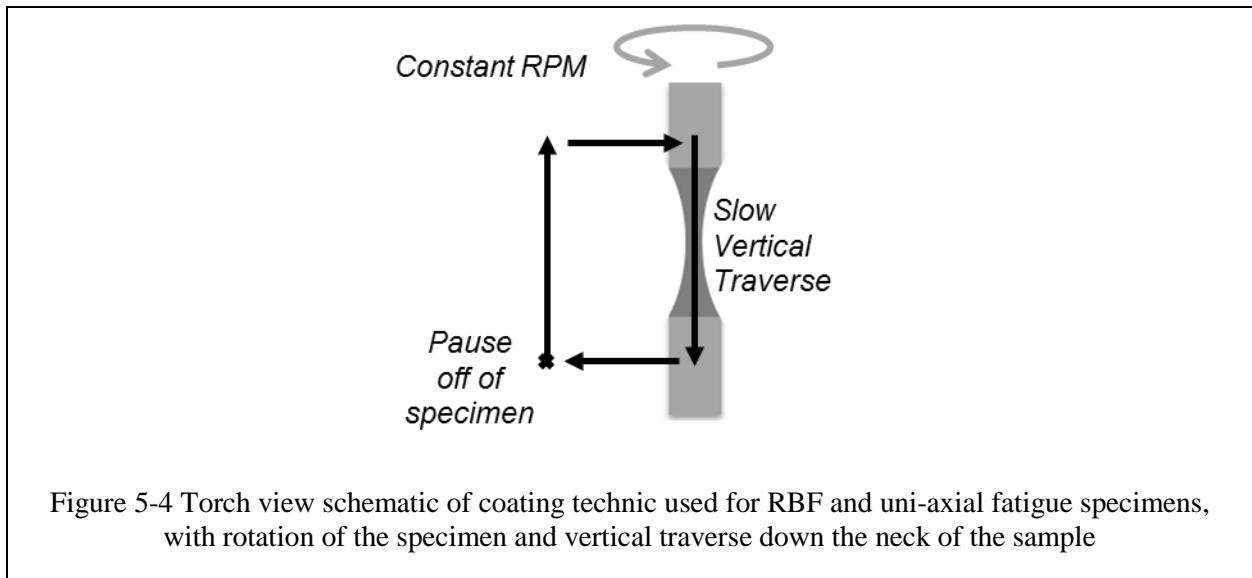 Constant RPM
Slow
Vertical
Traverse
Pause
off of
specimen
Figure 5-4 Torch view schematic of coating technic used for RBF and uni-axial fatigue specimens,
with rotation of the specimen and vertical traverse down the neck of the sample